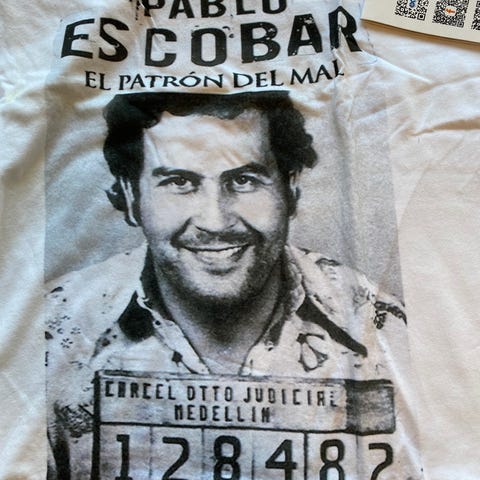 PABLO
ESCOBAR
EL PATRÓN DEL MAL
CARCEL DTTO JUDICIAL
MEDELLIN
128482